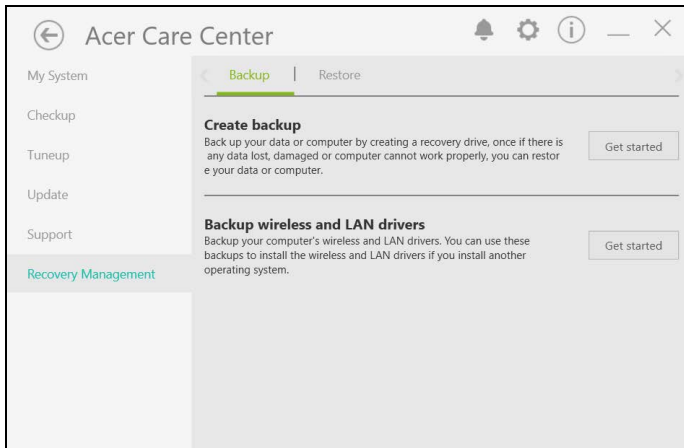 Acer Care Center
My System
Checkup
Tuneup
Update
Support
Recovery Management
Backup | Restore
Create backup
Back up your data or computer by creating a recovery drive, once if there is
any data lost, damaged or computer cannot work properly, you can restor
e your data or computer.
Get started
Backup wireless and LAN drivers
Backup your computer's wireless and LAN drivers. You can use these
backups to install the wireless and LAN drivers if you install another
operating system.
Get started